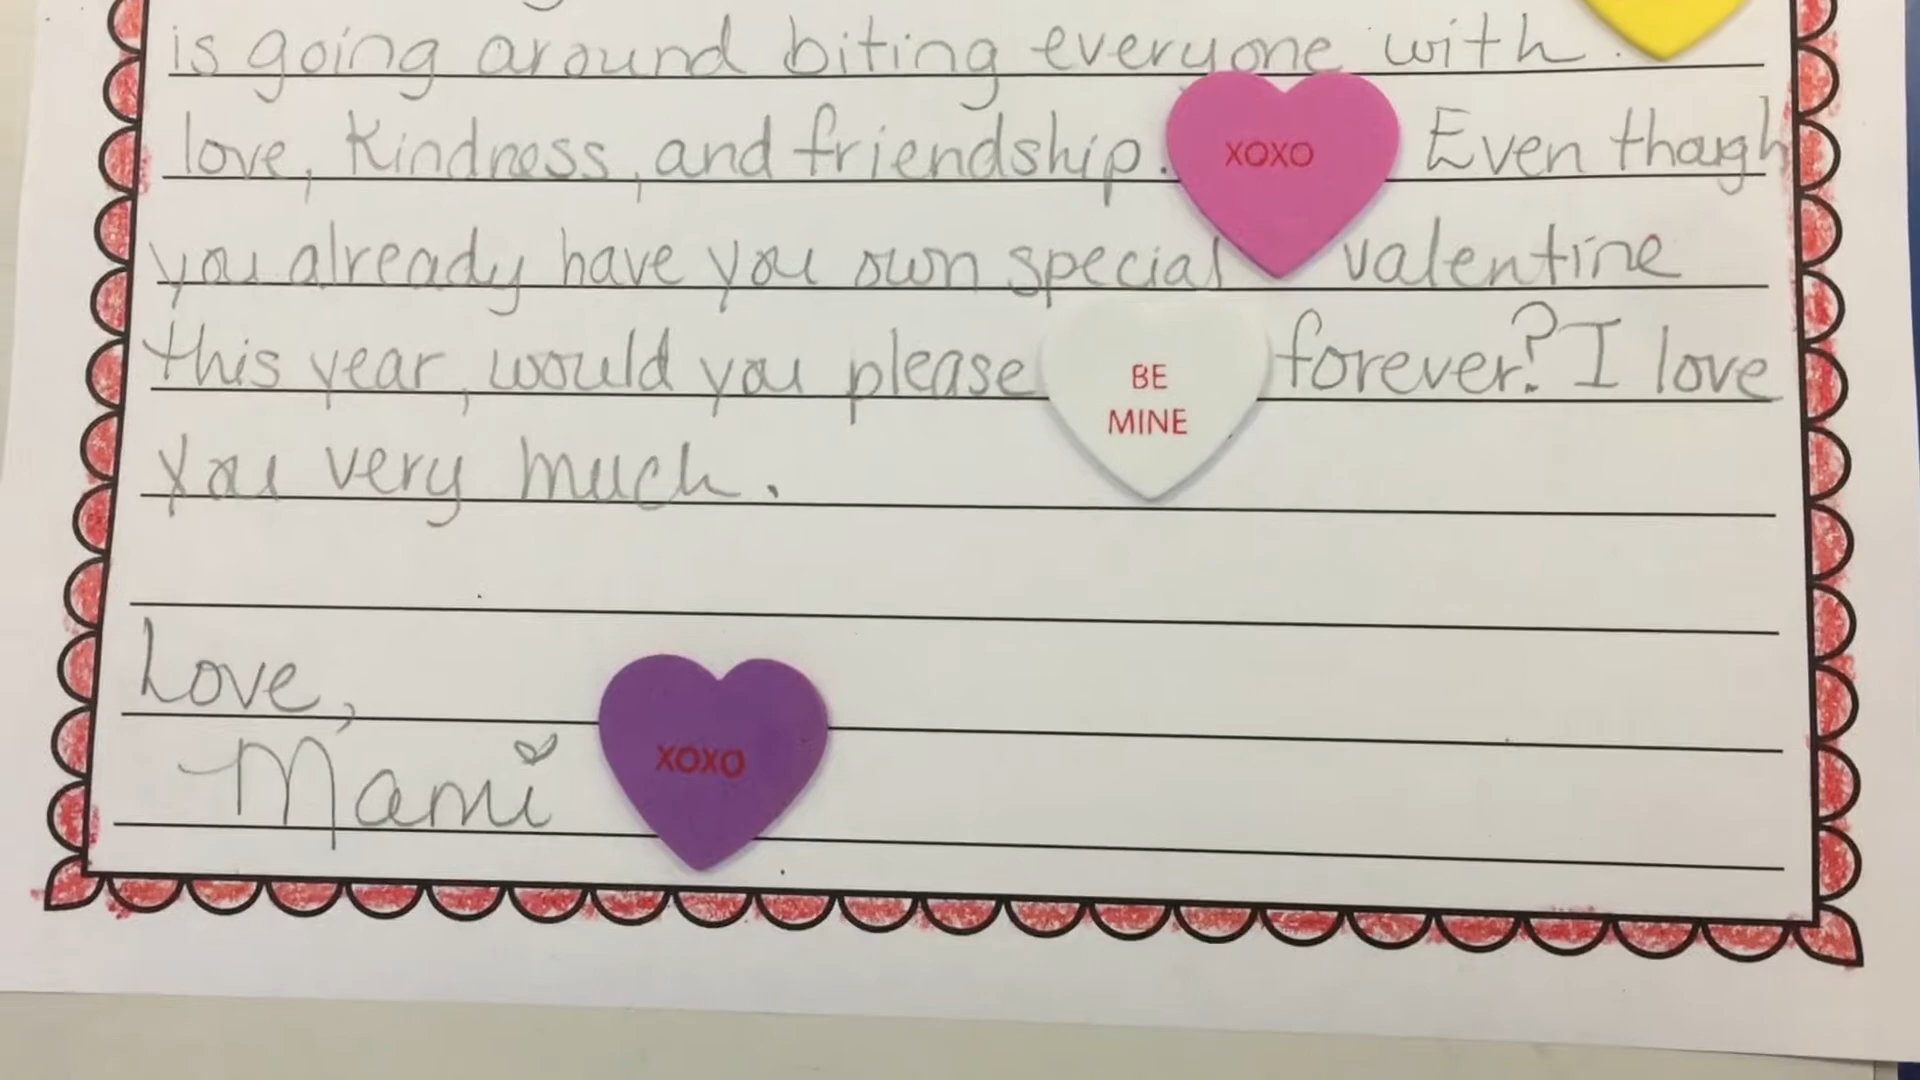 is going around biting everyone with
love, kindness, and friendship. XOXO Even though
you already have you own special valentine
this year, would you please BE MINE forever? I love
you very much.
Love,
Mami XOXO